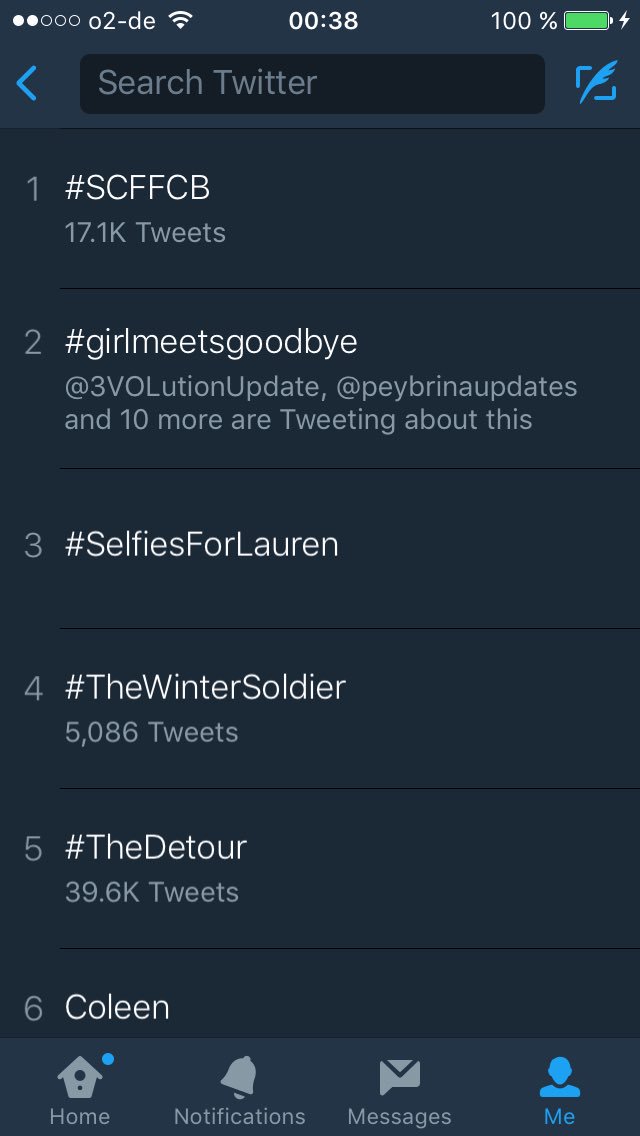 o2-de 00:38 100 %
Search Twitter
1 #SCFFCB
17.1K Tweets
2 #girlmeetsgoodbye
@3VOLutionUpdate, @peybrinaupdates
and 10 more are Tweeting about this
3 #SelfiesForLauren
4 #TheWinterSoldier
5,086 Tweets
5 #TheDetour
39.6K Tweets
6 Coleen
Home Notifications Messages Me